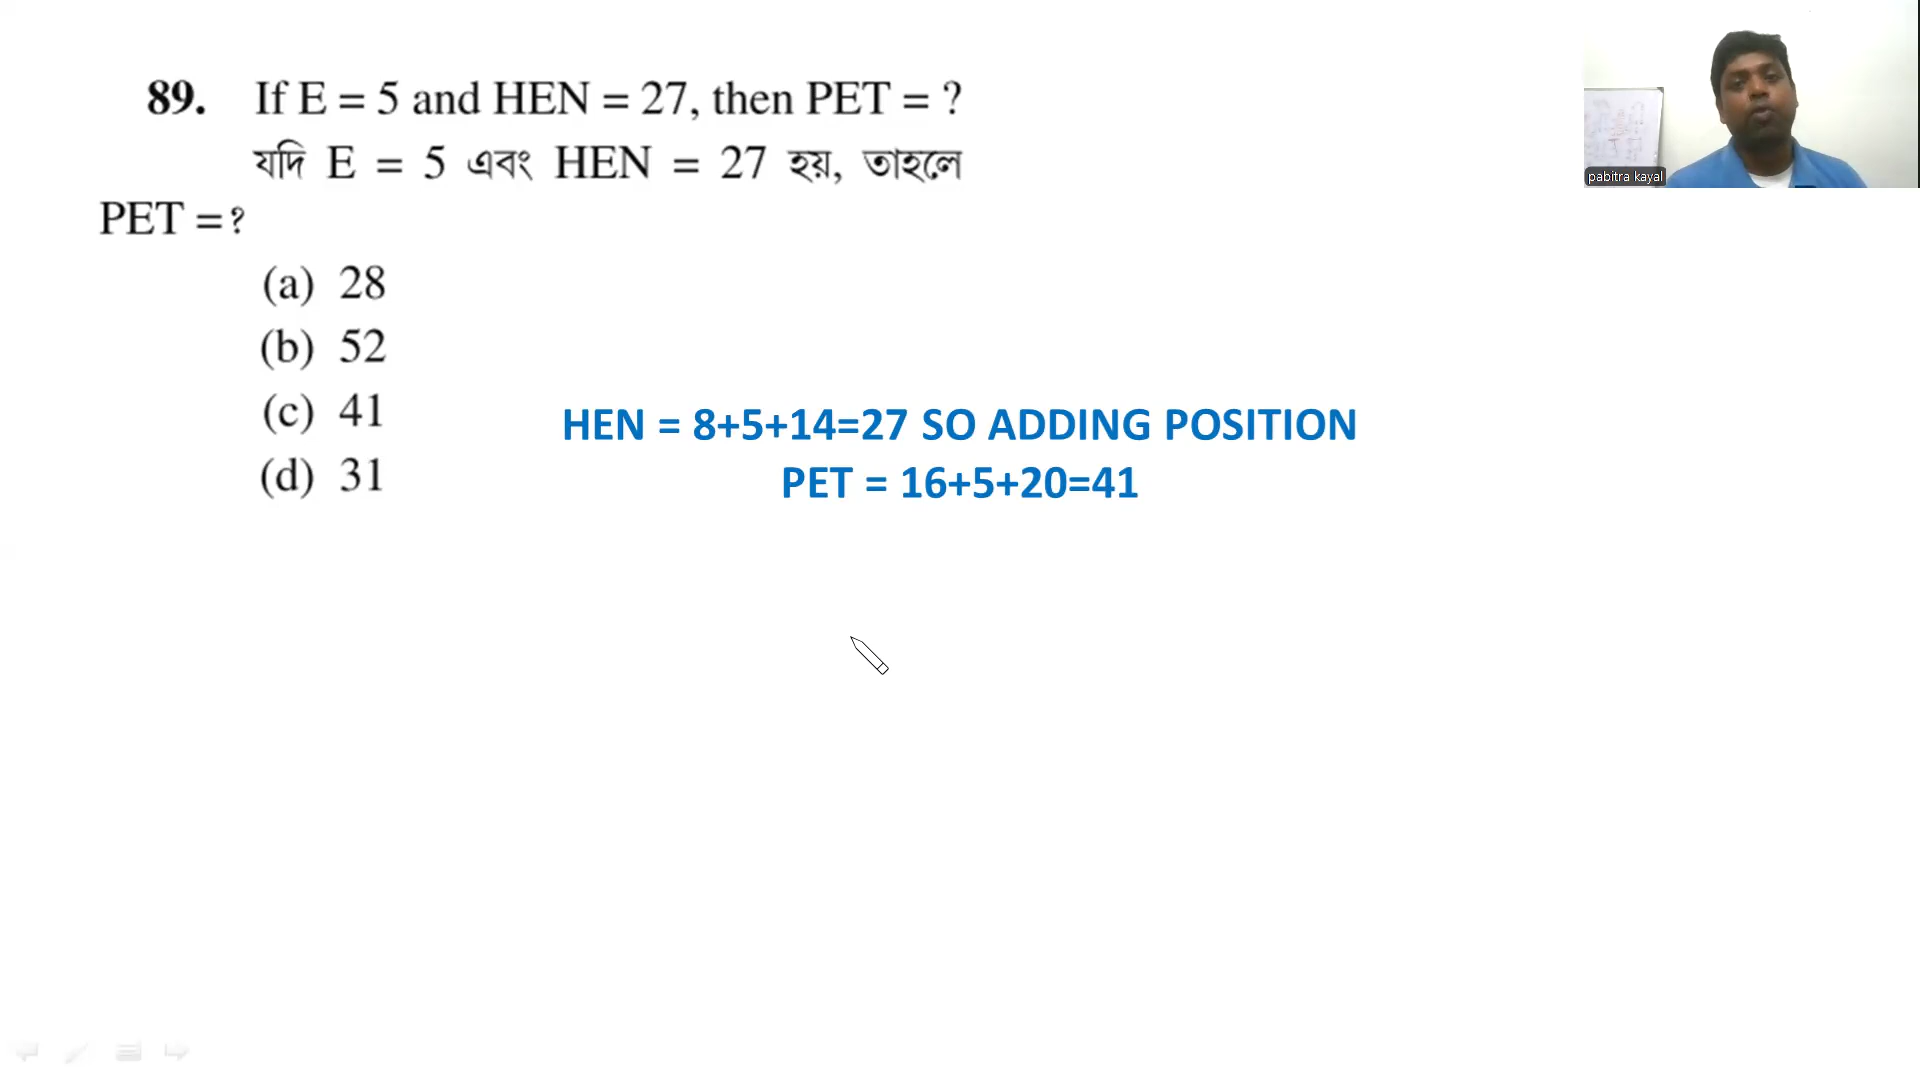 89. If E = 5 and HEN = 27, then PET = ?
যদি E = 5 এবং HEN = 27 হয়, তাহলে
PET = ?
(a) 28
(b) 52
(c) 41
(d) 31
HEN = 8+5+14=27 SO ADDING POSITION
PET = 16+5+20=41
pabitra kayal